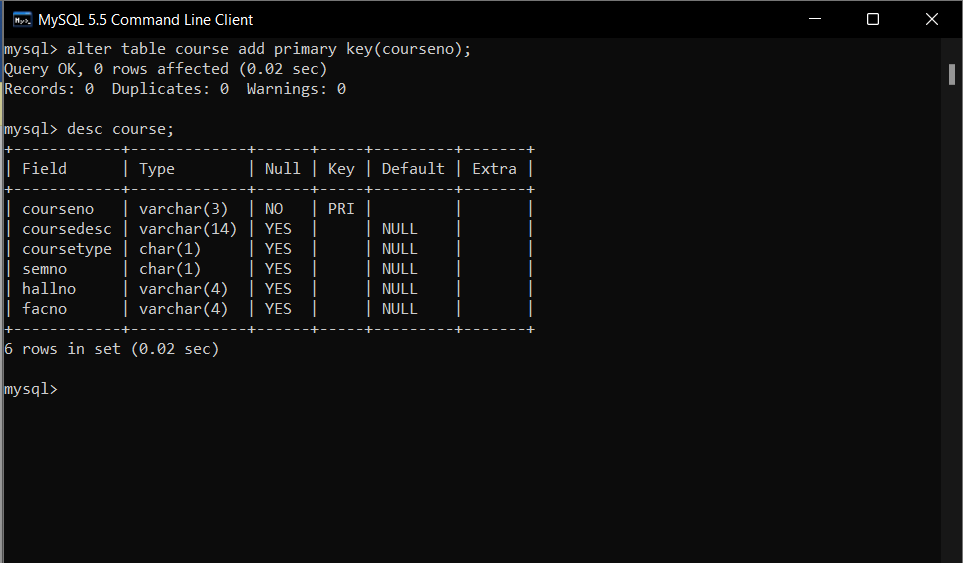 MySQL 5.5 Command Line Client
mysql> alter table course add primary key(courseno);
Query OK, 0 rows affected (0.02 sec)
Records: 0  Duplicates: 0  Warnings: 0
mysql> desc course;
+------------+-------------+------+-----+---------+-------+
| Field      | Type        | Null | Key | Default | Extra |
+------------+-------------+------+-----+---------+-------+
| courseno   | varchar(3)  | NO   | PRI |         |       |
| coursedesc | varchar(14) | YES  |     | NULL    |       |
| coursetype | char(1)     | YES  |     | NULL    |       |
| semno      | char(1)     | YES  |     | NULL    |       |
| hallno     | varchar(4)  | YES  |     | NULL    |       |
| facno      | varchar(4)  | YES  |     | NULL    |       |
+------------+-------------+------+-----+---------+-------+
6 rows in set (0.02 sec)
mysql>